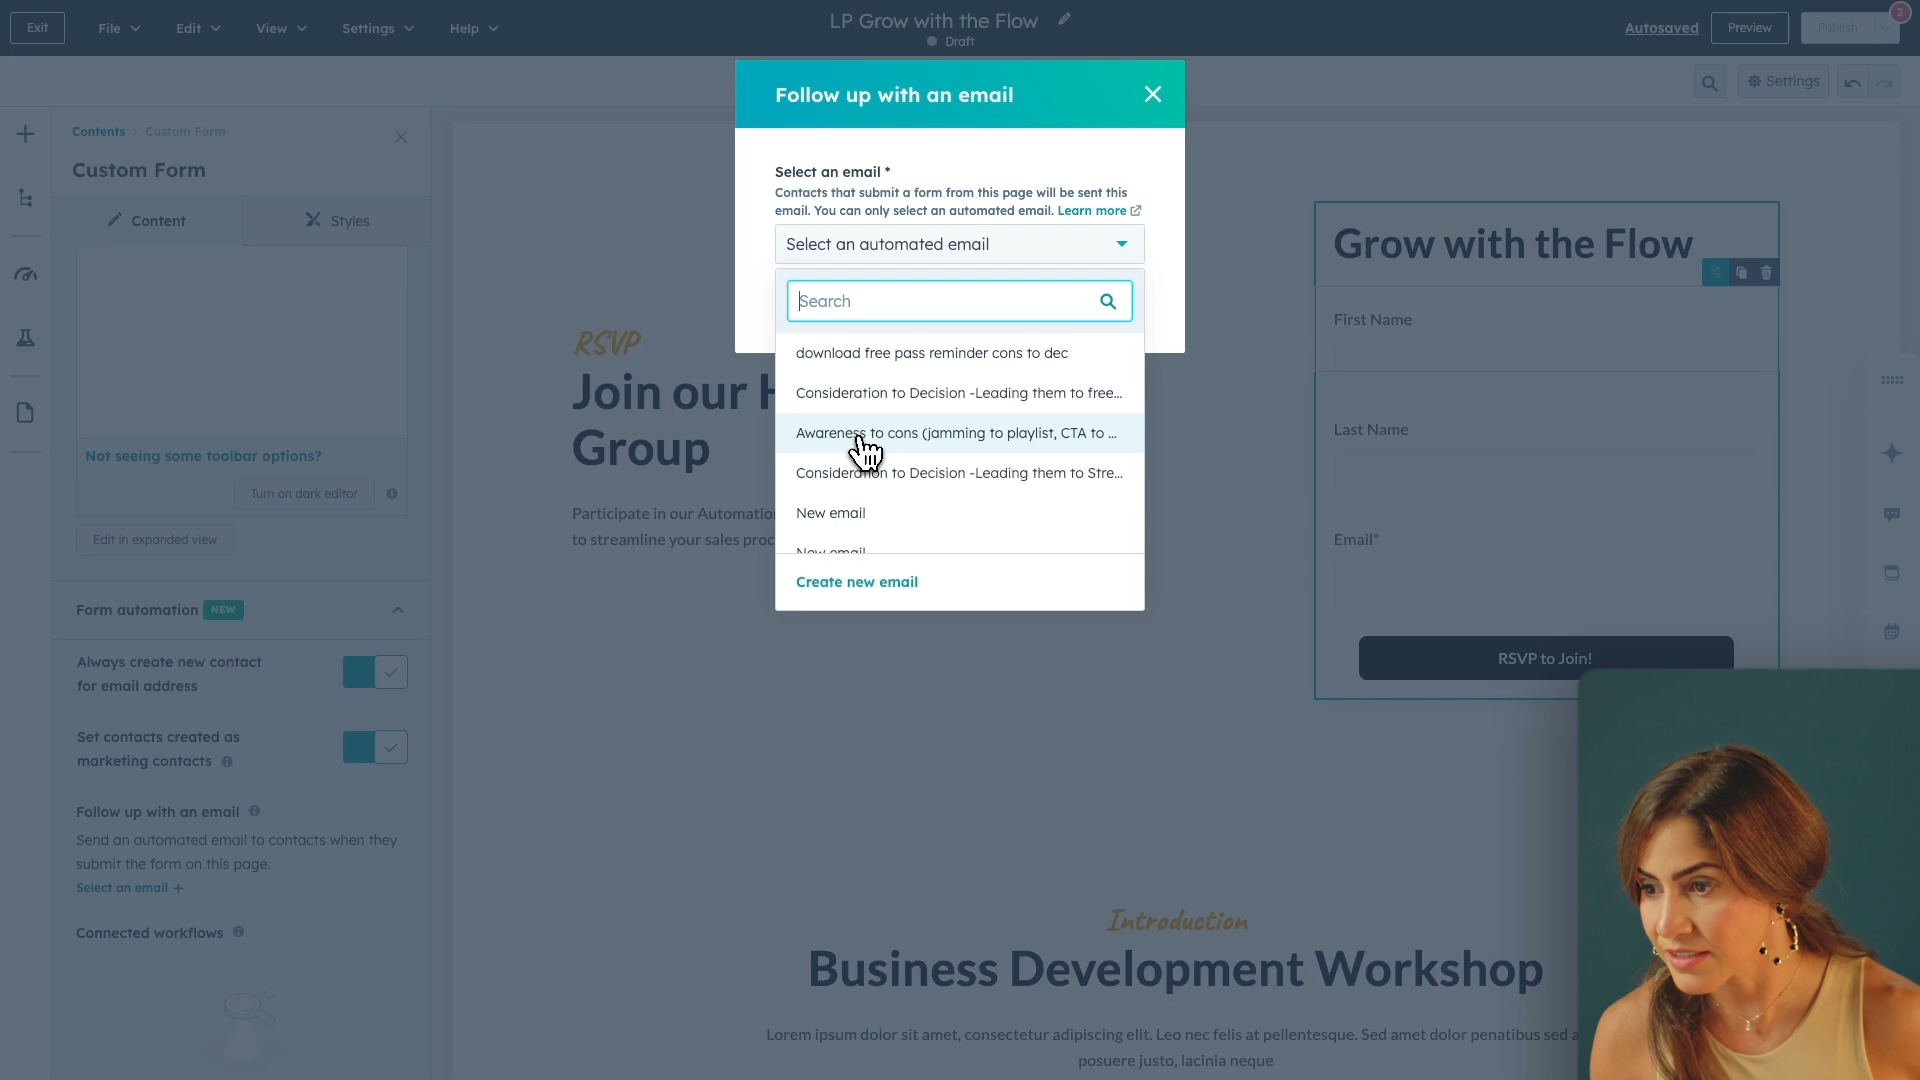 Exit
File
Edit
View
Settings
Help
LP Grow with the Flow
Draft
Autosaved
Preview
Publish
2
Settings
Contents > Custom Form
Custom Form
Content
Styles
Not seeing some toolbar options?
Turn on dark editor
Edit in expanded view
Form automation NEW
Always create new contact
for email address
Set contacts created as
marketing contacts
Follow up with an email
Send an automated email to contacts when they
submit the form on this page.
Select an email +
Connected workflows
Follow up with an email
Select an email *
Contacts that submit a form from this page will be sent this
email. You can only select an automated email. Learn more
Select an automated email
Search
download free pass reminder cons to dec
Consideration to Decision -Leading them to free...
Awareness to cons (jamming to playlist, CTA to ...
Consideration to Decision -Leading them to Stre...
New email
New email
Create new email
RSVP
Join our H
Group
Participate in our Automation
to streamline your sales proc
Grow with the Flow
First Name
Last Name
Email*
RSVP to Join!
Introduction
Business Development Workshop
Lorem ipsum dolor sit amet, consectetur adipiscing elit. Leo nec felis at pellentesque. Sed amet dolor penatibus sed a
posuere justo, lacinia neque